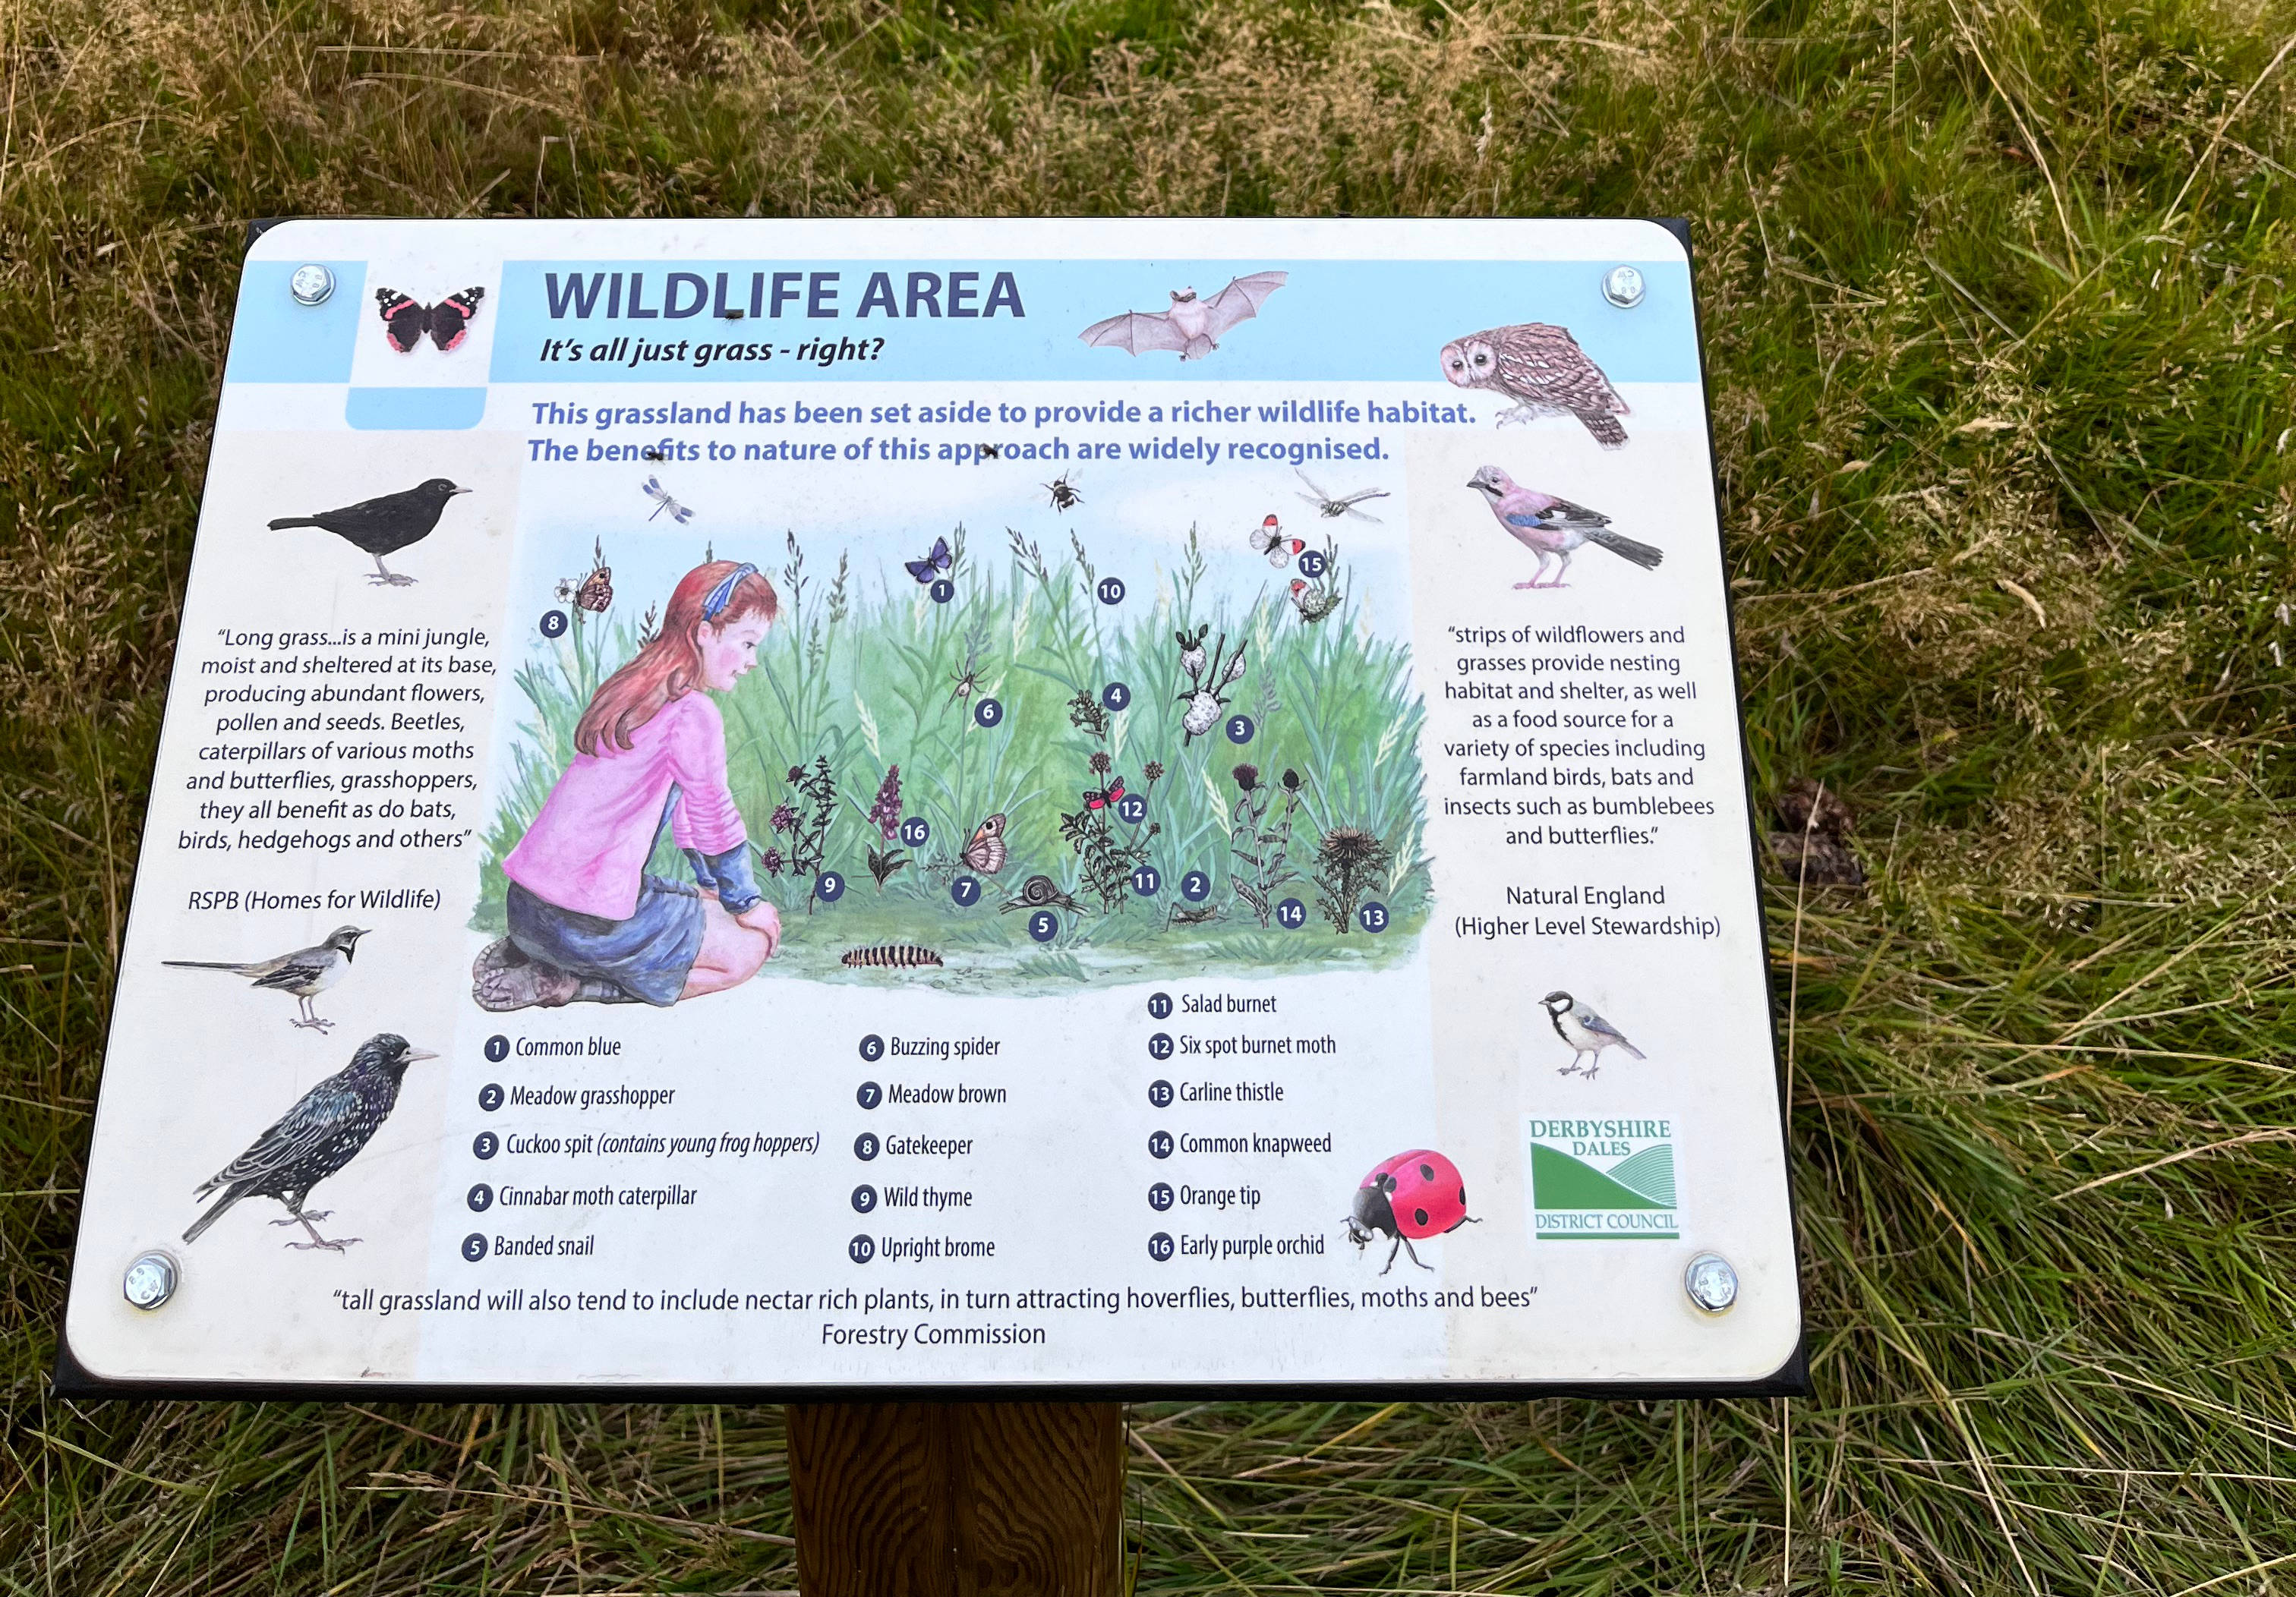 WILDLIFE AREA
It's all just grass - right?
This grassland has been set aside to provide a richer wildlife habitat.
The benefits to nature of this approach are widely recognised.
"Long grass...is a mini jungle,
moist and sheltered at its base,
producing abundant flowers,
pollen and seeds. Beetles,
caterpillars of various moths
and butterflies, grasshoppers,
they all benefit as do bats,
birds, hedgehogs and others"
RSPB (Homes for Wildlife)
8
1
10
15
6
4
3
12
16
9
7
11
2
5
14
13
"strips of wildflowers and
grasses provide nesting
habitat and shelter, as well
as a food source for a
variety of species including
farmland birds, bats and
insects such as bumblebees
and butterflies."
Natural England
(Higher Level Stewardship)
1 Common blue
2 Meadow grasshopper
3 Cuckoo spit (contains young frog hoppers)
4 Cinnabar moth caterpillar
5 Banded snail
6 Buzzing spider
7 Meadow brown
8 Gatekeeper
9 Wild thyme
10 Upright brome
11 Salad burnet
12 Six spot burnet moth
13 Carline thistle
14 Common knapweed
15 Orange tip
16 Early purple orchid
DERBYSHIRE
DALES
DISTRICT COUNCIL
"tall grassland will also tend to include nectar rich plants, in turn attracting hoverflies, butterflies, moths and bees"
Forestry Commission